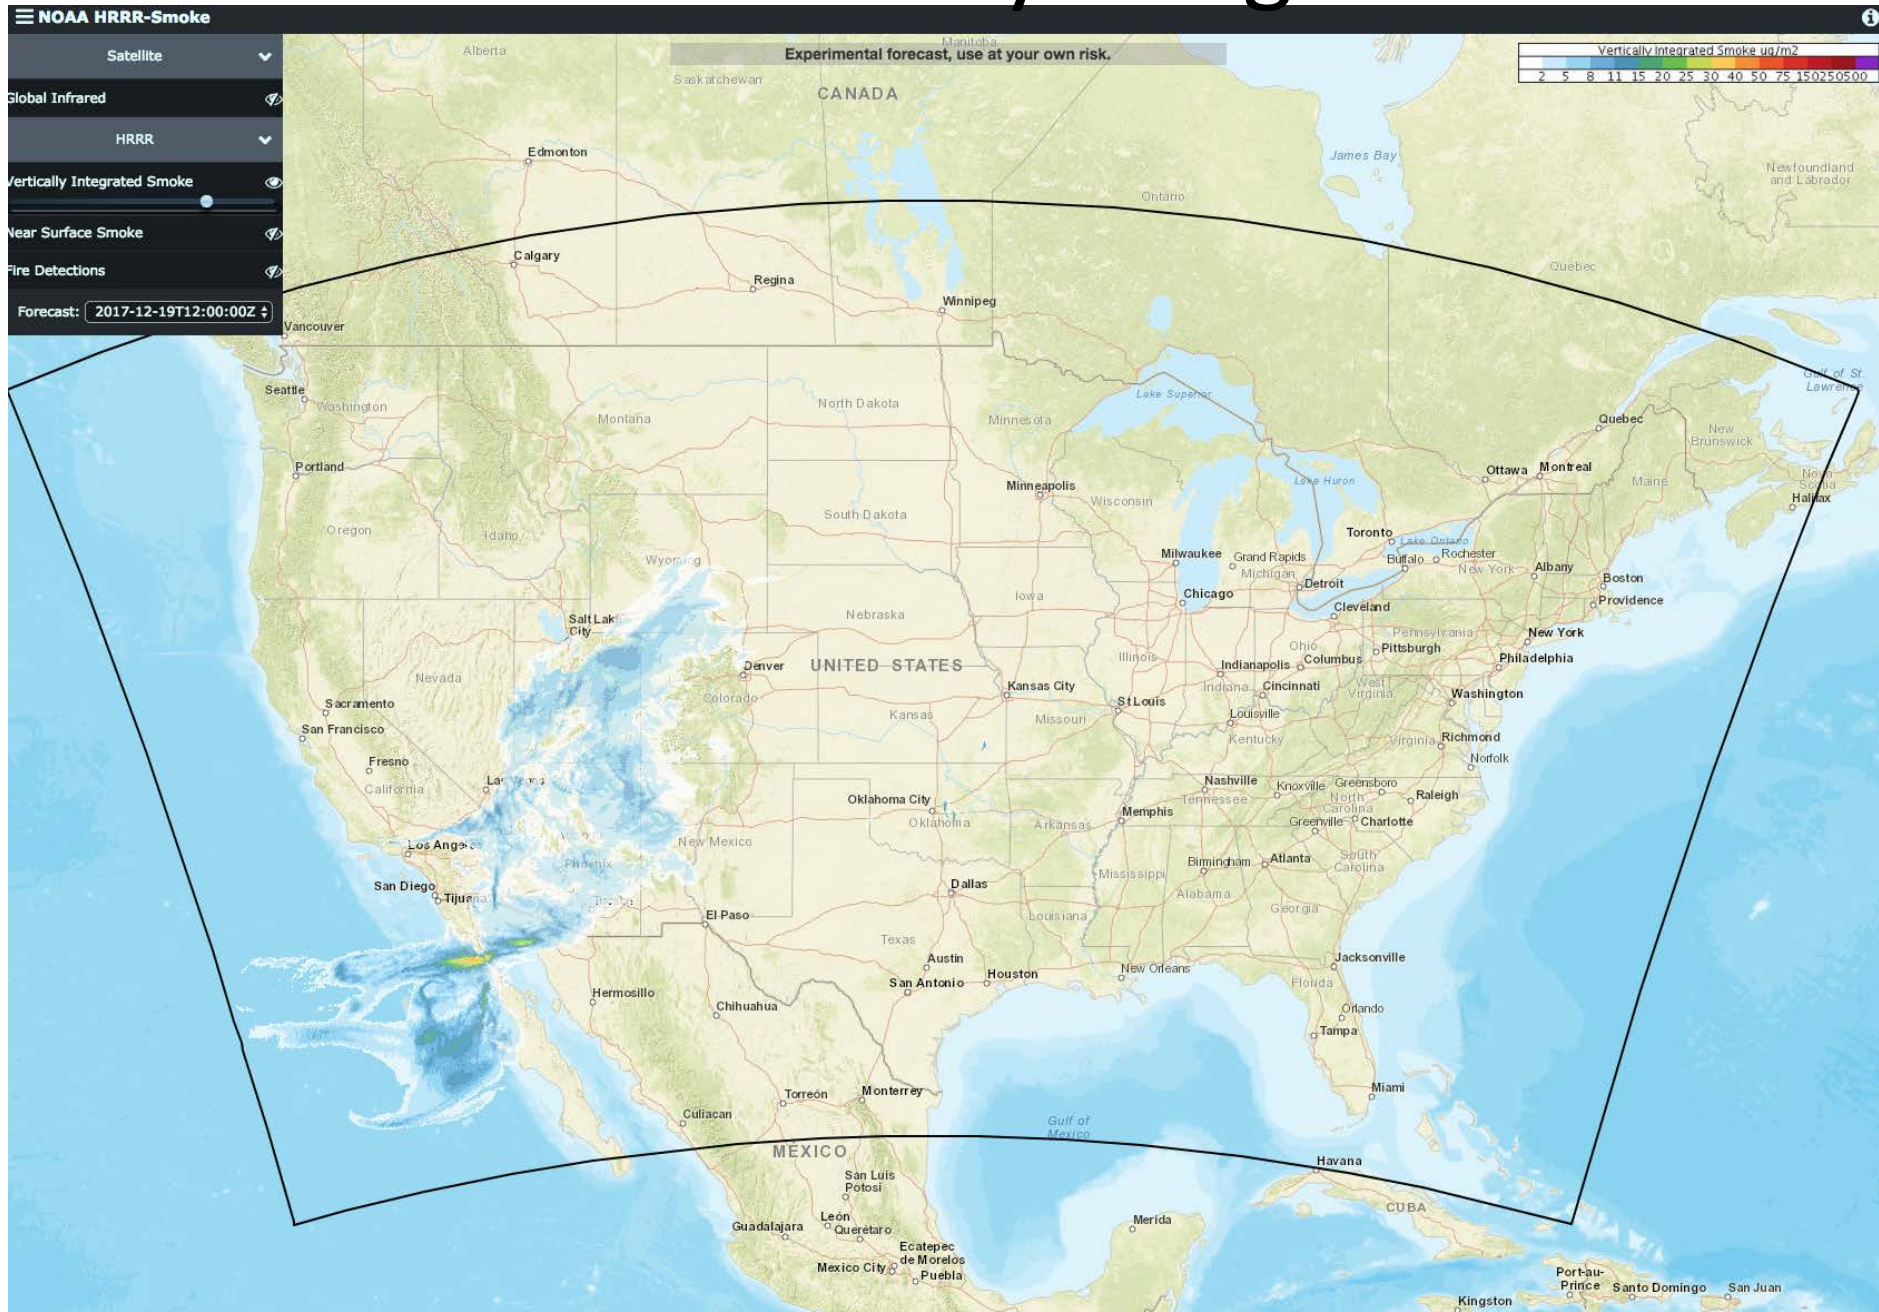 NOAA HRRR-Smoke
Satellite
Global Infrared
HRRR
Vertically Integrated Smoke
Near Surface Smoke
Fire Detections
Forecast: 2017-12-19T12:00:00Z
Experimental forecast, use at your own risk.
Vertically Integrated Smoke ug/m2
2 5 8 11 15 20 25 30 40 50 75 150 250 500
Alberta
Manitoba
Saskatchewan
CANADA
Edmonton
James Bay
Newfoundland
and Labrador
Ontario
Calgary
Regina
Quebec
Winnipeg
Vancouver
Gulf of St.
Lawrence
Seattle
Washington
Montana
North Dakota
Minnesota
Lake Superior
Quebec
New
Brunswick
Portland
Ottawa
Montreal
Nova
Scotia
Halifax
Maine
Lake Huron
Minneapolis
Wisconsin
South Dakota
Oregon
Idaho
Toronto
Lake Ontario
Wyoming
Milwaukee
Grand Rapids
Michigan
Buffalo
Rochester
New York
Albany
Boston
Providence
Detroit
Chicago
Cleveland
Iowa
Nebraska
Salt Lak
City
Pennsylvania
New York
Ohio
Pittsburgh
Philadelphia
Denver
UNITED STATES
Illinois
Indianapolis
Columbus
Nevada
Colorado
Kansas City
Indiana
Cincinnati
West
Virginia
Washington
Sacramento
San Francisco
Kansas
Missouri
St Louis
Louisville
Kentucky
Virginia
Richmond
Norfolk
Fresno
California
Las Vegas
Nashville
Tennessee
Knoxville
Greensboro
North
Carolina
Raleigh
Oklahoma City
Oklahoma
Arkansas
Memphis
Greenville
Charlotte
Los Ange
New Mexico
Phoenix
Birmingham
Atlanta
South
Carolina
San Diego
Tijuana
Dallas
Mississippi
Alabama
Georgia
El Paso
Louisiana
Texas
Austin
San Antonio
Houston
New Orleans
Jacksonville
Florida
Hermosillo
Chihuahua
Orlando
Tampa
Miami
Torreón
Monterrey
Culiacan
Gulf of
Mexico
MÉXICO
Havana
San Luis
Potosí
CUBA
León
Guadalajara
Querétaro
Merida
Ecatepec
de Morelos
Mexico City
Puebla
Port-au-
Prince
Santo Domingo
San Juan
Kingston